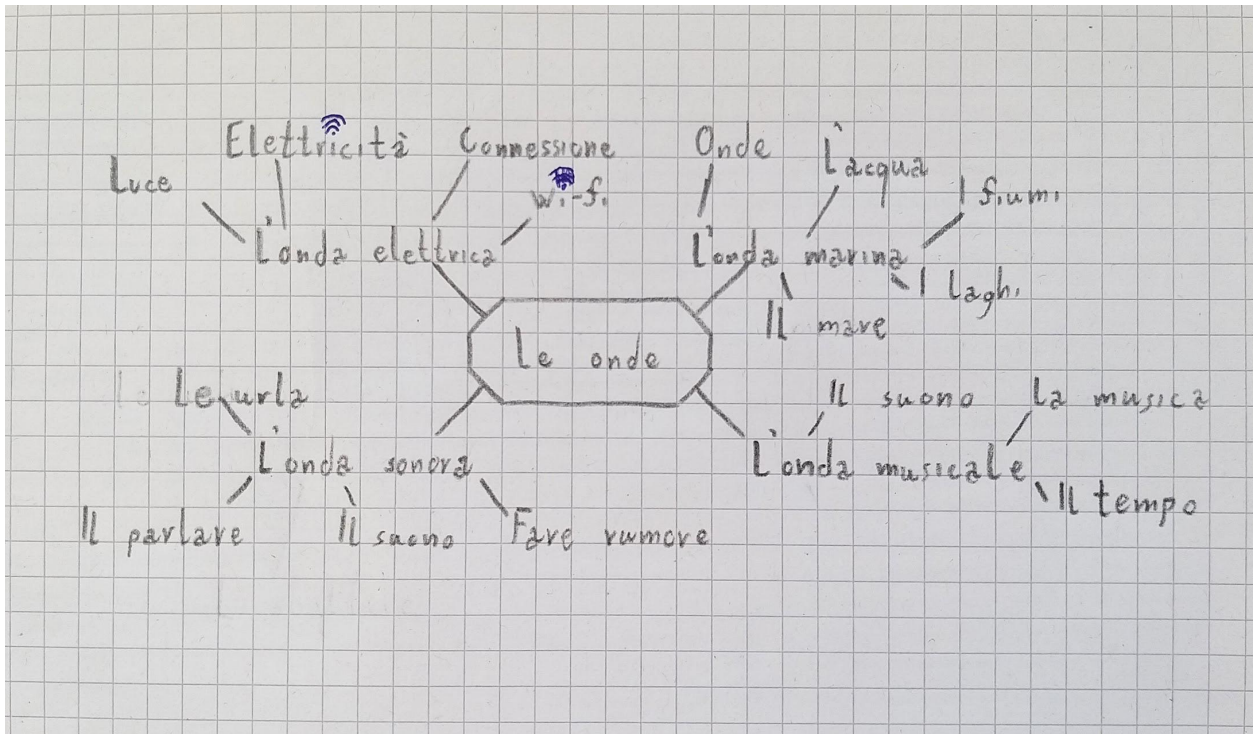 Elettricità
Connessione
Onde
L'acqua
Luce
Wi-fi
I fiumi
L'onda elettrica
L'onda marina
I laghi
Il mare
Le onde
Le urla
Il suono
La musica
L'onda sonora
L'onda musicale
Il tempo
Il parlare
Il suono
Fare rumore